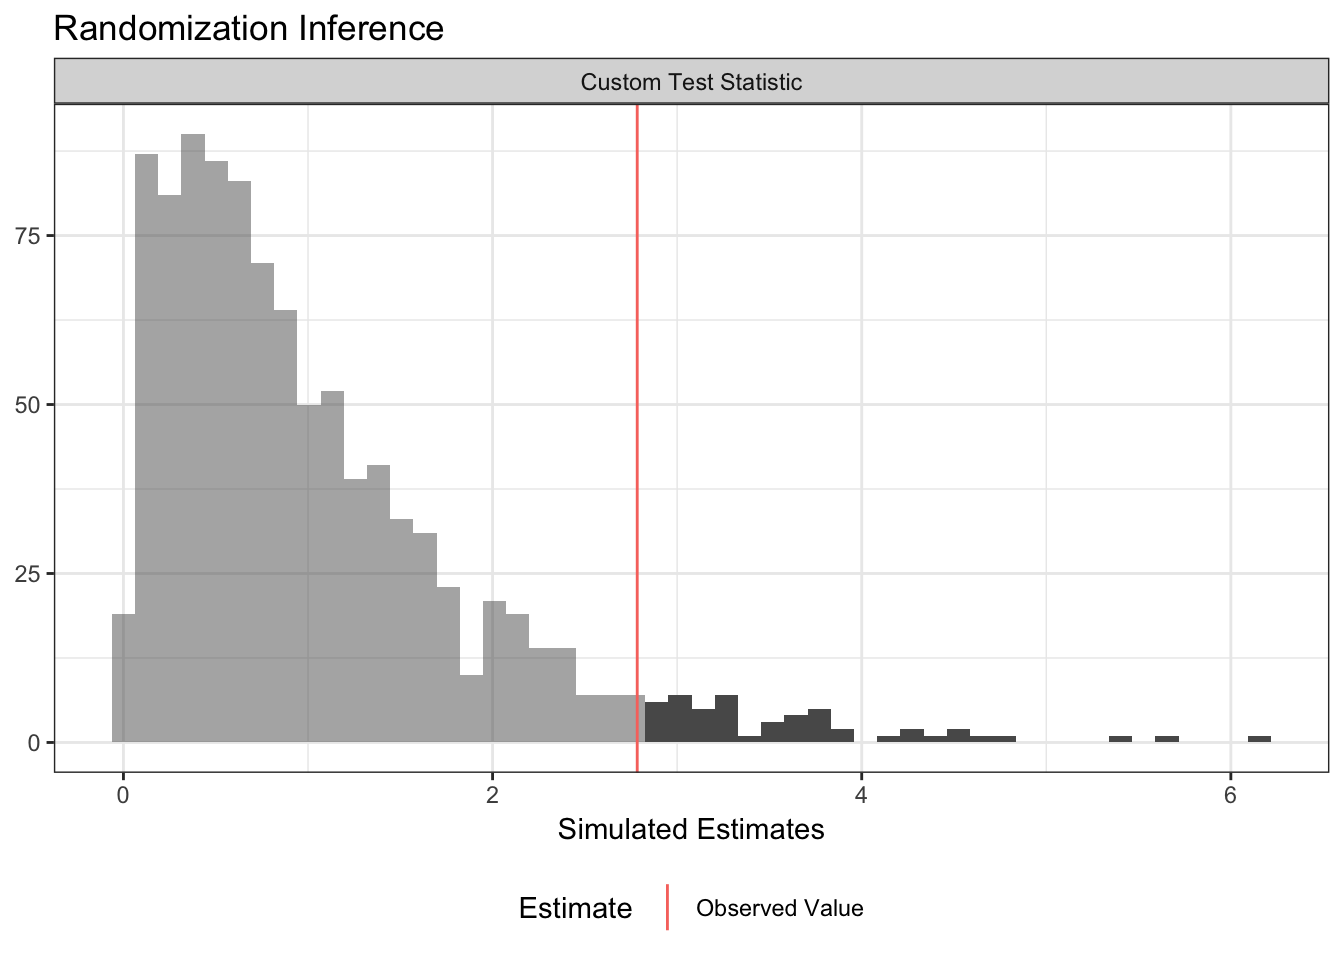 Randomization Inference
Custom Test Statistic
75
50
25
0
0 2 4 6
Simulated Estimates
Estimate Observed Value